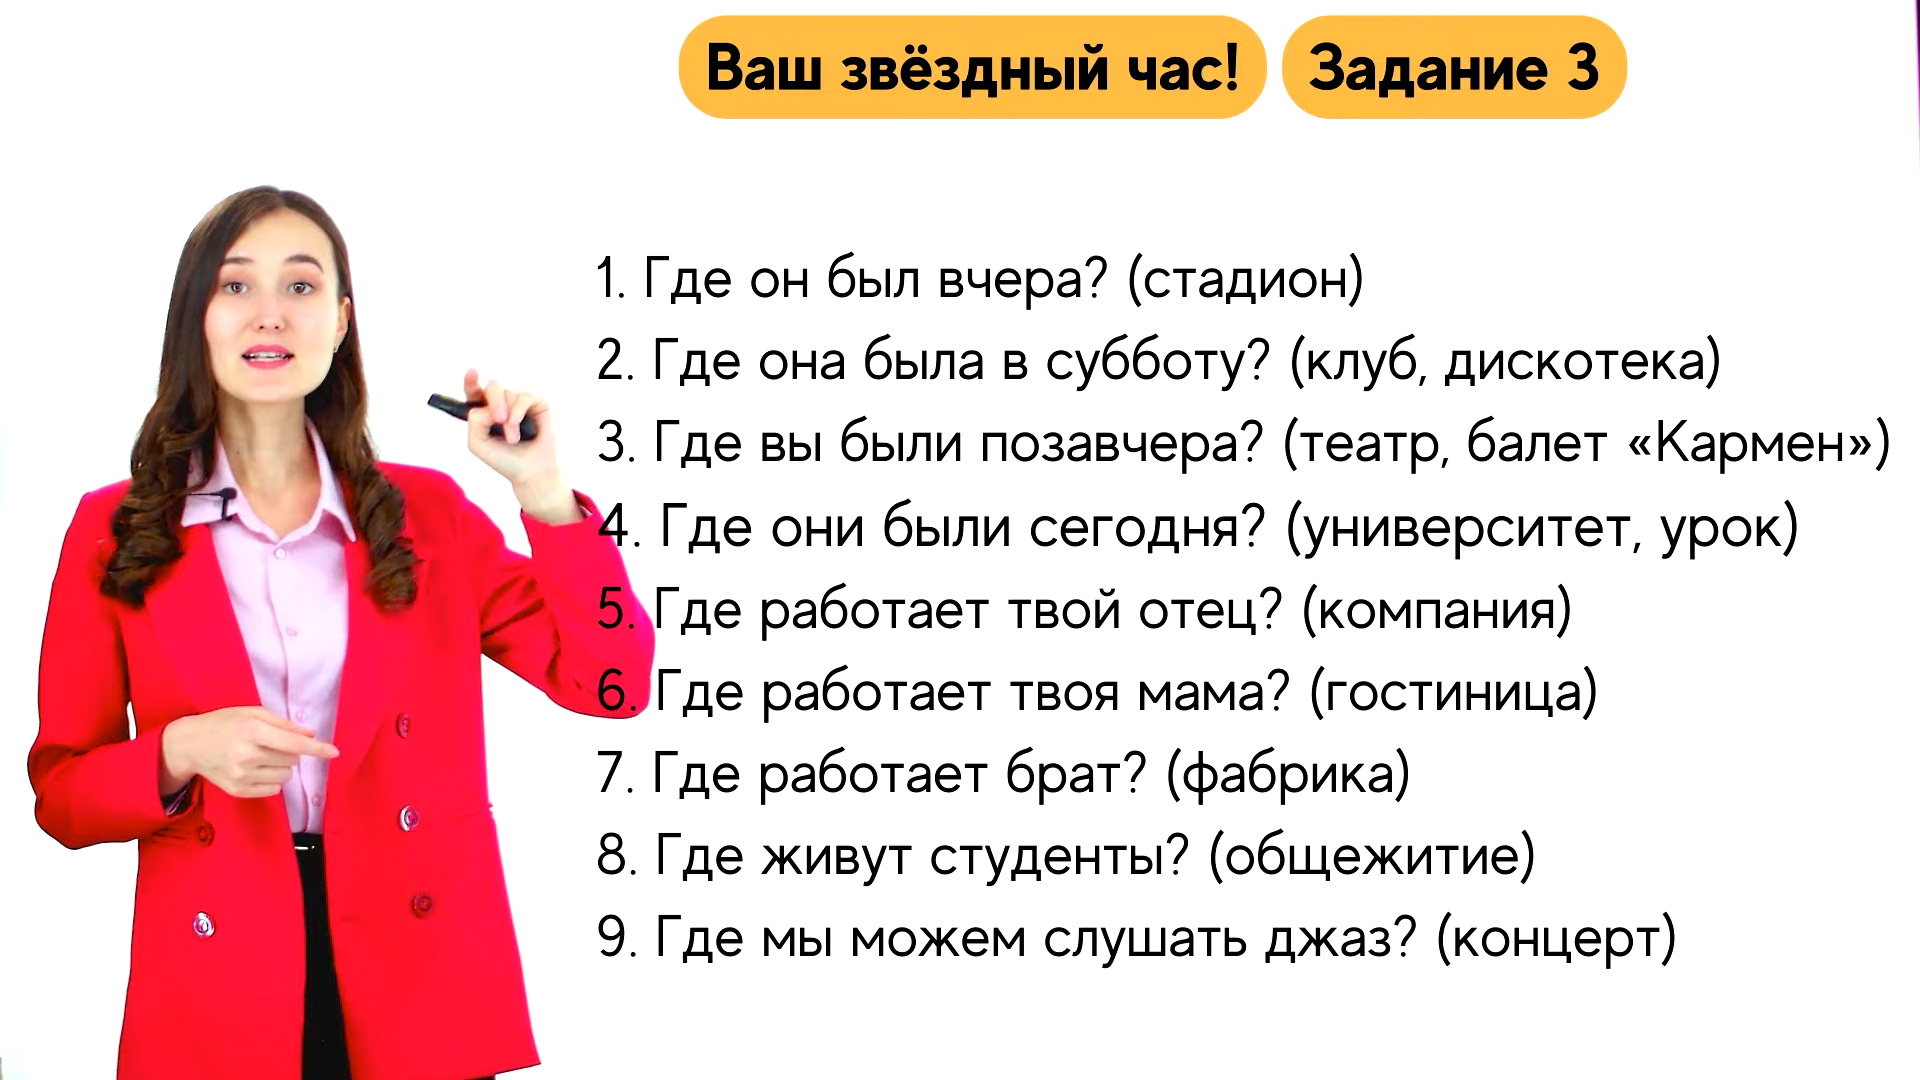 Ваш звёздный час! Задание 3
1. Где он был вчера? (стадион)
2. Где она была в субботу? (клуб, дискотека)
3. Где вы были позавчера? (театр, балет «Кармен»)
4. Где они были сегодня? (университет, урок)
5. Где работает твой отец? (компания)
6. Где работает твоя мама? (гостиница)
7. Где работает брат? (фабрика)
8. Где живут студенты? (общежитие)
9. Где мы можем слушать джаз? (концерт)